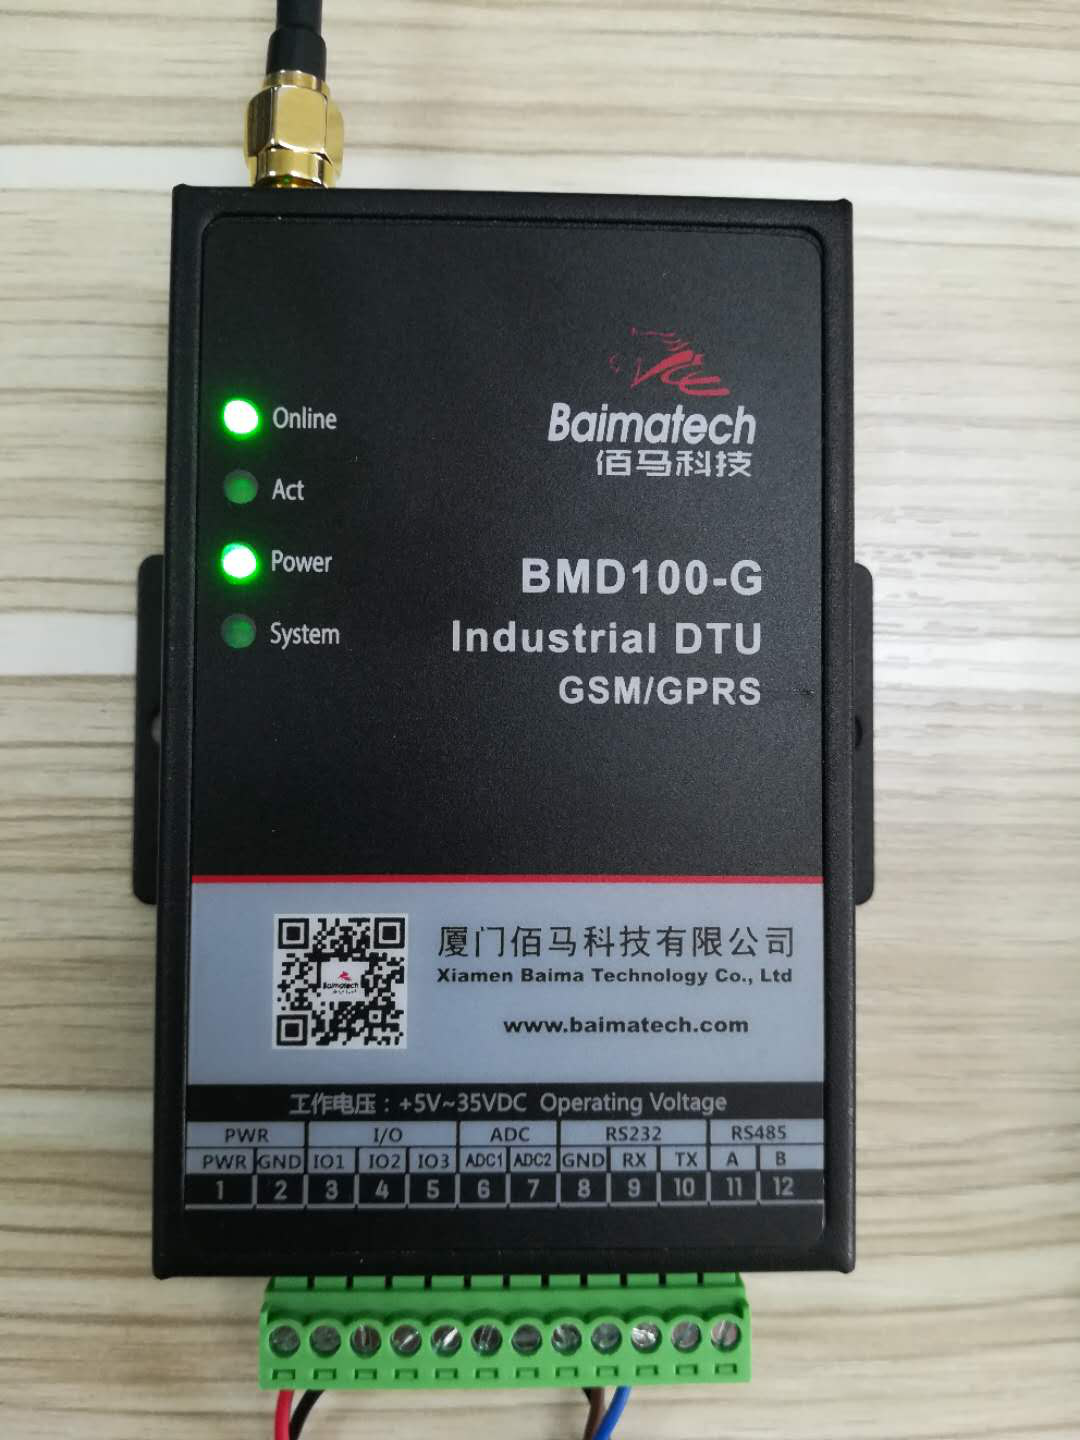 Online
Act
Power
System
Baimatech
佰马科技
BMD100-G
Industrial DTU
GSM/GPRS
Baimatech
厦门佰马科技有限公司
Xiamen Baima Technology Co., Ltd
www.baimatech.com
工作电压：+5V~35VDC Operating Voltage
PWR I/O ADC RS232 RS485
PWR GND IO1 IO2 IO3 ADC1 ADC2 GND RX TX A B
1 2 3 4 5 6 7 8 9 10 11 12